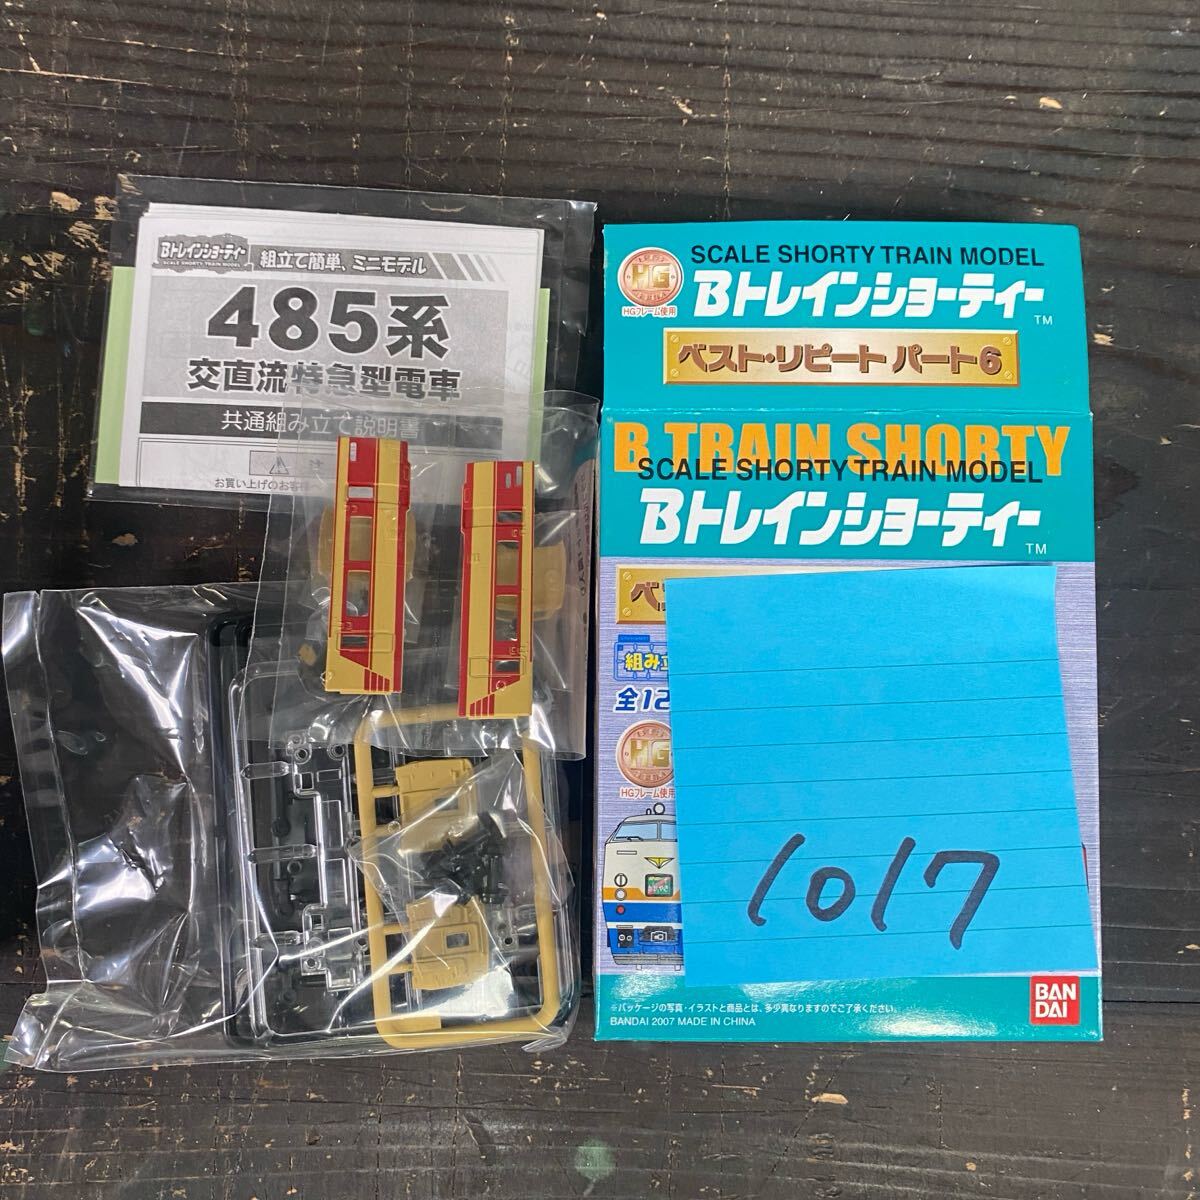 Bトレインショーティー
SCALE SHORTY TRAIN MODEL
組立て簡単、ミニモデル
485系
交直流特急型電車
共通組み立て説明書
お買い上げのお客様へ
HG
HGフレーム使用
SCALE SHORTY TRAIN MODEL
Bトレインショーティー
TM
ベスト・リピート パート6
B TRAIN SHORTY
SCALE SHORTY TRAIN MODEL
Bトレインショーティー
TM
ベ
組み立
全12
HG
HGフレーム使用
1017
※パッケージの写真・イラストと商品とは、多少異なりますのでご了承ください。
BANDAI 2007 MADE IN CHINA
BAN
DAI